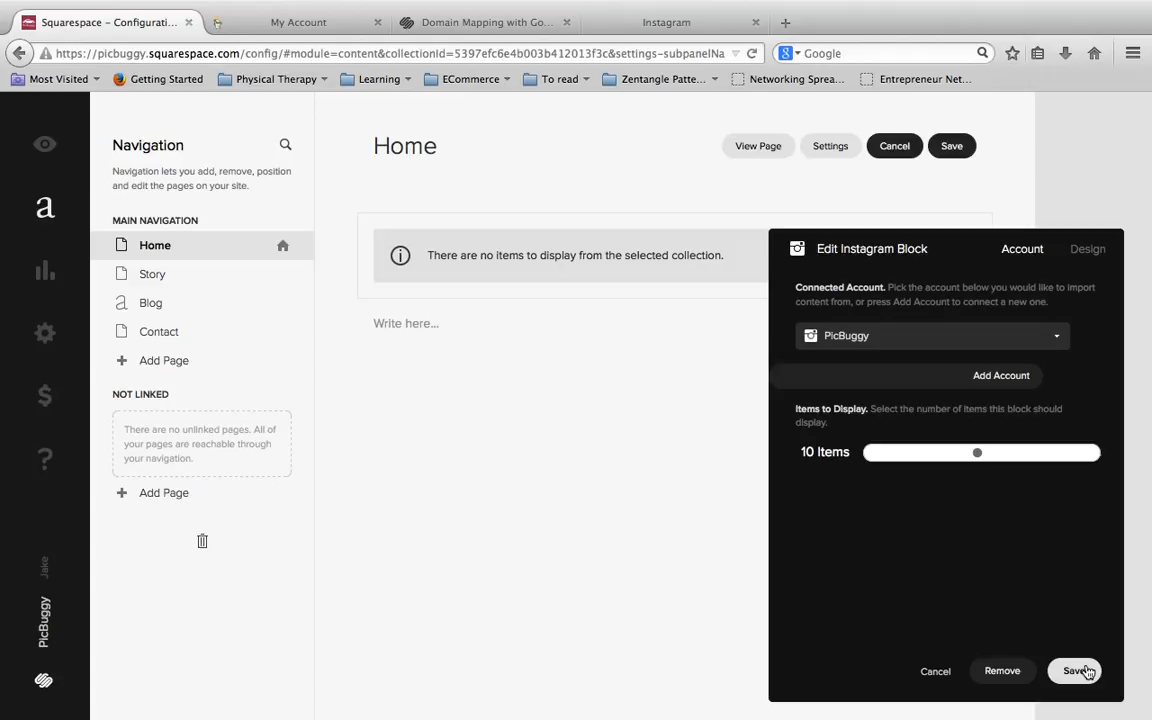 Squarespace – Configurati...
My Account
Domain Mapping with Go...
Instagram
https://picbuggy.squarespace.com/config/#module=content&collectionId=5397efc6e4b003b412013f3c&settings-subpanelNa
Google
Most Visited
Getting Started
Physical Therapy
Learning
ECommerce
To read
Zentangle Patte...
Networking Sprea...
Entrepreneur Net...
Navigation
Navigation lets you add, remove, position
and edit the pages on your site.
MAIN NAVIGATION
Home
Story
Blog
Contact
Add Page
NOT LINKED
There are no unlinked pages. All of
your pages are reachable through
your navigation.
Add Page
Jake
PicBuggy
Home
View Page
Settings
Cancel
Save
There are no items to display from the selected collection.
Write here...
Edit Instagram Block
Account
Design
Connected Account. Pick the account below you would like to import
content from, or press Add Account to connect a new one.
PicBuggy
Add Account
Items to Display. Select the number of items this block should
display.
10 Items
Cancel
Remove
Save